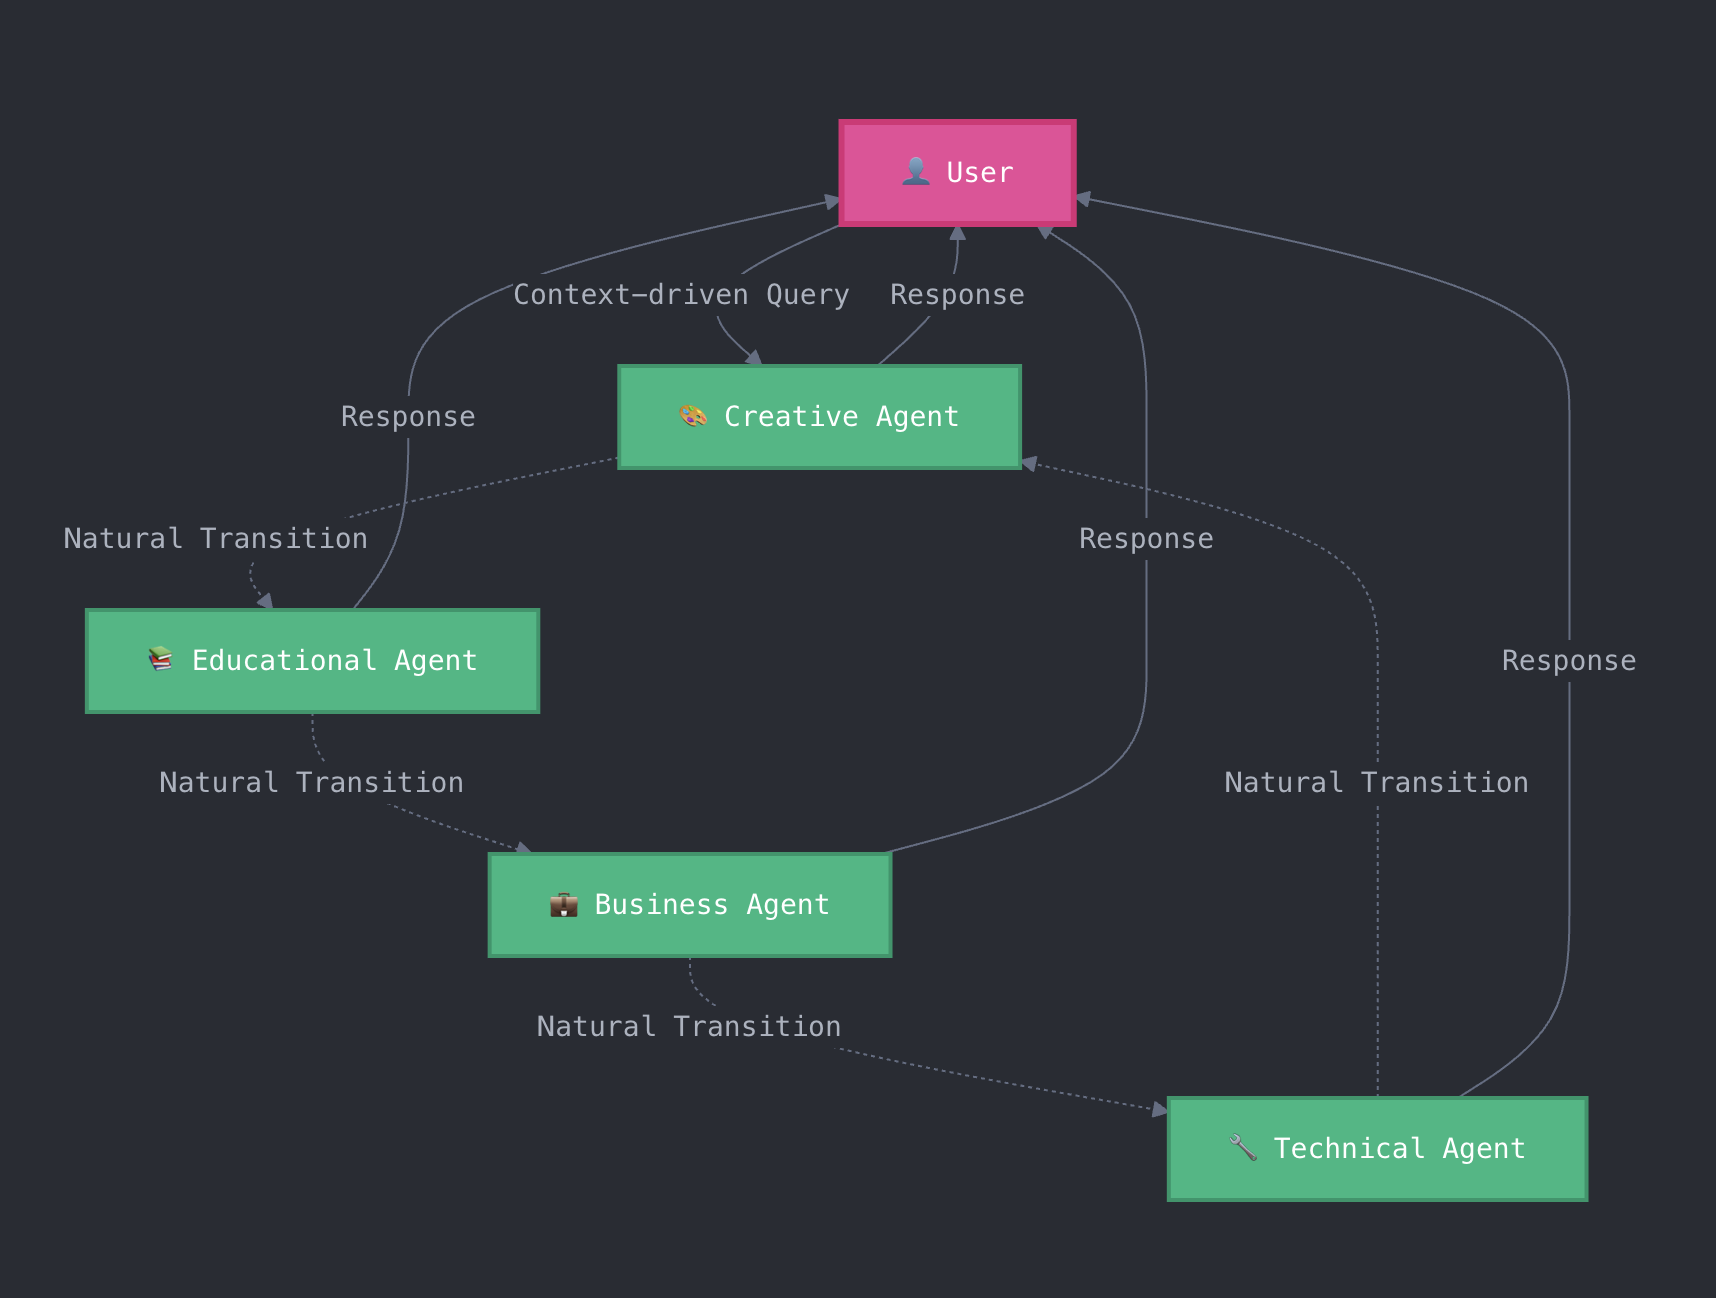 👤 User
Context-driven Query
Response
Response
🎨 Creative Agent
Natural Transition
Response
📚 Educational Agent
Response
Natural Transition
Natural Transition
💼 Business Agent
Natural Transition
🔧 Technical Agent